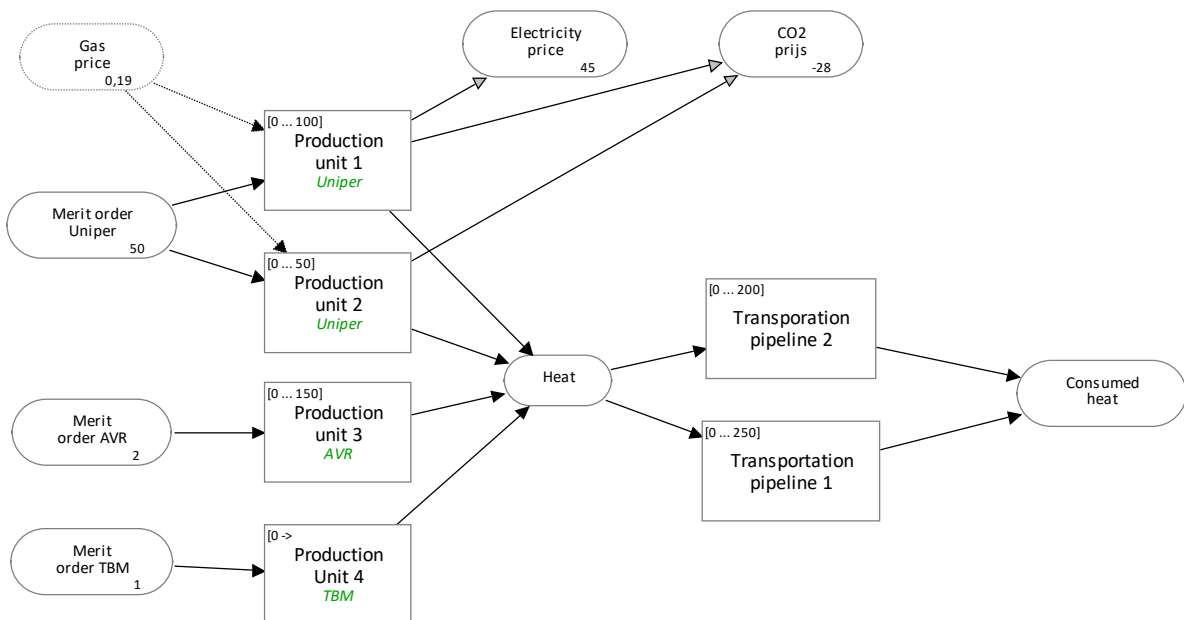 Gas
price
0,19
Electricity
price
45
CO2
prijs
-28
[0 ... 100]
Production
unit 1
Uniper
Merit order
Uniper
50
[0 ... 50]
Production
unit 2
Uniper
[0 ... 200]
Transporation
pipeline 2
Heat
Consumed
heat
[0 ... 150]
Production
unit 3
AVR
Merit
order AVR
2
[0 ... 250]
Transportation
pipeline 1
[0 ->
Production
Unit 4
TBM
Merit
order TBM
1